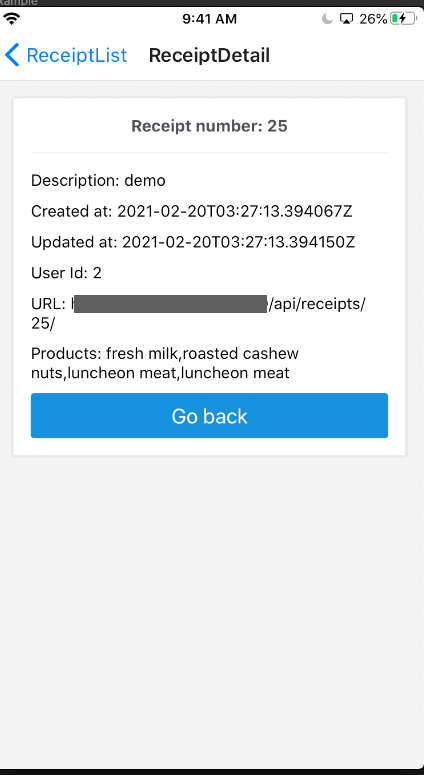 xample
9:41 AM
26%
ReceiptList ReceiptDetail
Receipt number: 25
Description: demo
Created at: 2021-02-20T03:27:13.394067Z
Updated at: 2021-02-20T03:27:13.394150Z
User Id: 2
URL: /api/receipts/
25/
Products: fresh milk,roasted cashew
nuts,luncheon meat,luncheon meat
Go back